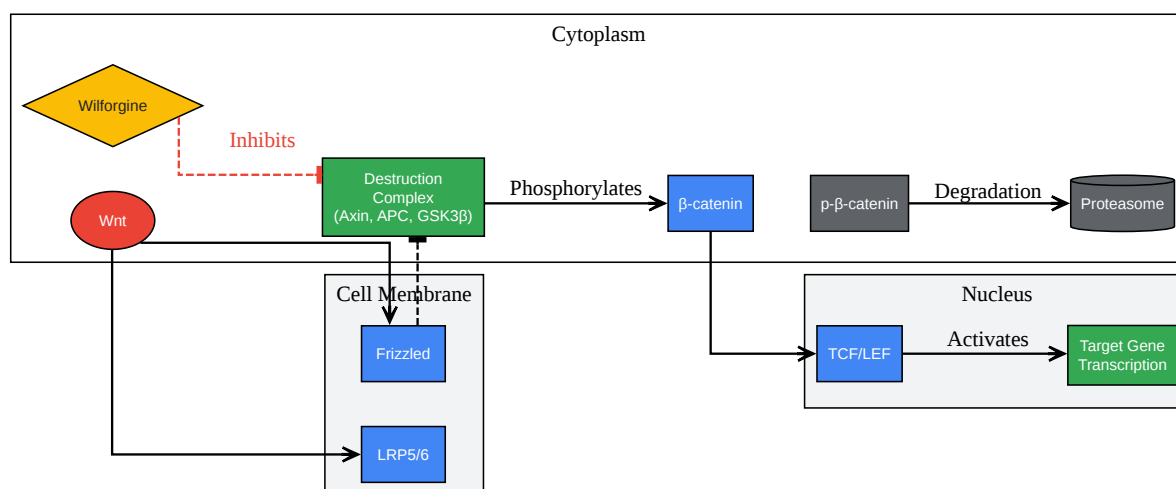 Cytoplasm
Wilforgine
Inhibits
Destruction
Complex
(Axin, APC, GSK3β)
Phosphorylates
β-catenin
p-β-catenin
Degradation
Proteasome
Wnt
Cell Membrane
Frizzled
LRP5/6
Nucleus
TCF/LEF
Activates
Target Gene
Transcription